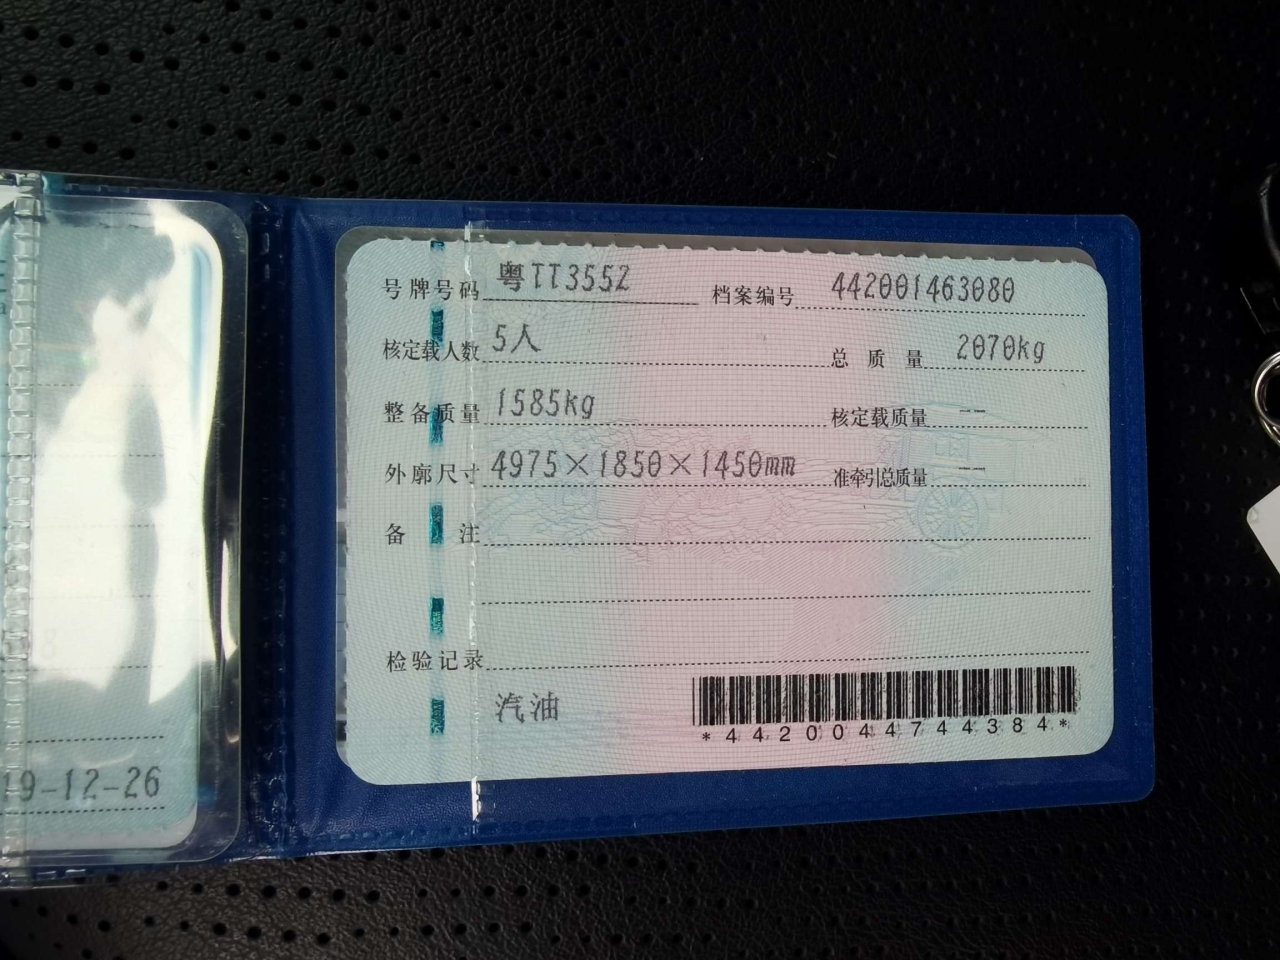 号牌号码 粤TT355Z 档案编号 442001463080
核定载人数 5人 总质量 2070kg
整备质量 1585kg 核定载质量 --
外廓尺寸 4975×1850×1450mm 准牵引总质量 --
备注
检验记录
汽油
*4420044744384*
19-12-26